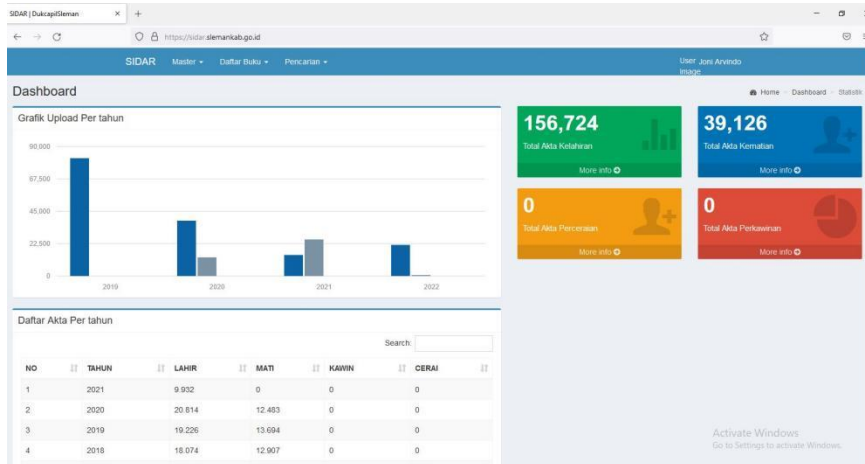 SIDAR | DukcapilSleman
https://sidar.slemankab.go.id
SIDAR Master Daftar Buku Pencarian User Image Joni Arvindo
Dashboard
Home Dashboard Statistik
Grafik Upload Per tahun
90,000
67,500
45,000
22,500
0
2019 2020 2021 2022
156,724
Total Akta Kelahiran
More info
39,126
Total Akta Kematian
More info
0
Total Akta Perceraian
More info
0
Total Akta Perkawinan
More info
Daftar Akta Per tahun
Search:
NO TAHUN LAHIR MATI KAWIN CERAI
1 2021 9.932 0 0 0
2 2020 20.814 12.483 0 0
3 2019 19.226 13.694 0 0
4 2018 18.074 12.907 0 0
Activate Windows
Go to Settings to activate Windows.